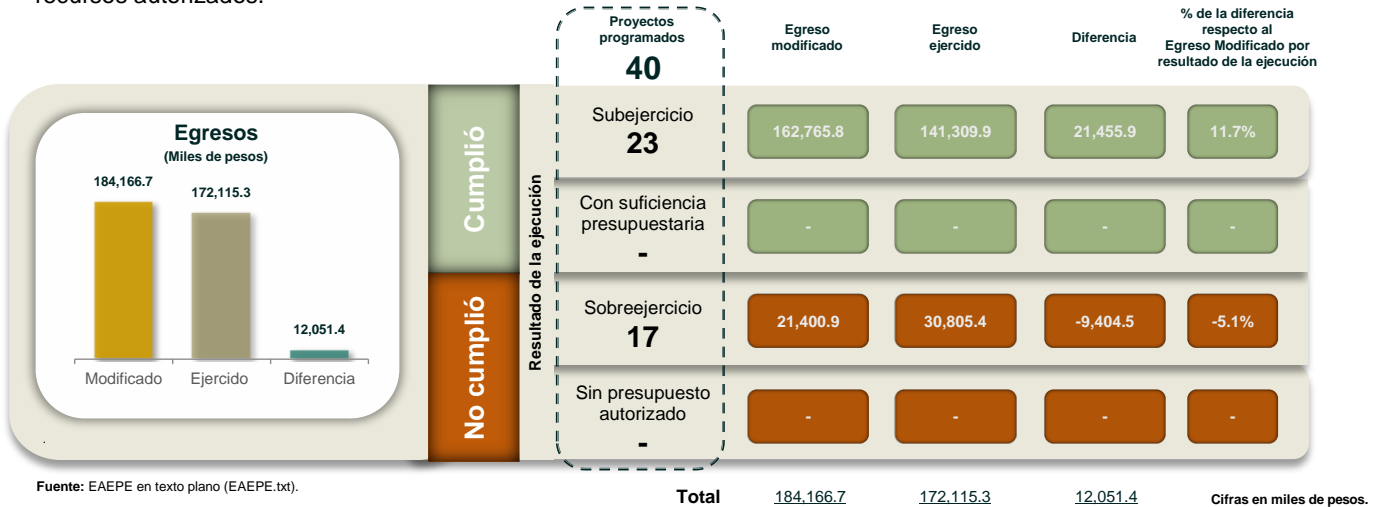 recursos autorizados.
Proyectos
programados
40
Egreso
modificado
Egreso
ejercido
Diferencia
% de la diferencia
respecto al
Egreso Modificado por
resultado de la ejecución
Egresos
(Miles de pesos)
184,166.7
172,115.3
12,051.4
Modificado
Ejercido
Diferencia
.
Cumplió
No cumplió
Resultado de la ejecución
Subejercicio
23
162,765.8
141,309.9
21,455.9
11.7%
Con suficiencia
presupuestaria
-
-
-
-
-
Sobreejercicio
17
21,400.9
30,805.4
-9,404.5
-5.1%
Sin presupuesto
autorizado
-
-
-
-
-
Fuente: EAEPE en texto plano (EAEPE.txt).
Total
184,166.7
172,115.3
12,051.4
Cifras en miles de pesos.